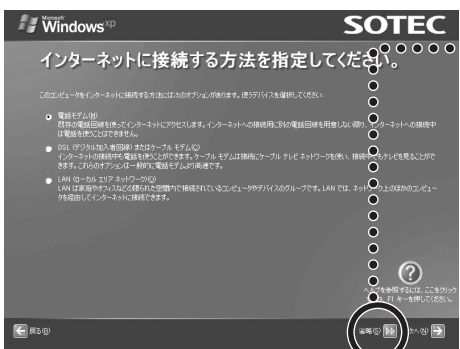 Microsoft
Windows xp
SOTEC
インターネットに接続する方法を指定してください。
このコンピュータをインターネットに接続する方法には次のオプションがあります。使うデバイスを選択してください。
電話モデム(M)
既存の電話回線を使ってインターネットにアクセスします。インターネットへの接続用に別の電話回線を用意しない限り、インターネットへの接続中
は電話を使うことはできません。
DSL (デジタル加入者回線) またはケーブル モデム(C)
インターネットの接続中も電話を使うことができます。ケーブル モデムは接続にケーブル テレビ ネットワークを使い、接続中でもテレビを見ることがで
きます。これらのオプションは一般的に電話モデムより高速です。
LAN (ローカル エリア ネットワーク)(O)
LAN は家庭やオフィスなどの限られた空間内で接続されているコンピュータやデバイスのグループです。LAN では、ネットワーク上のほかのコンピュー
タを経由してインターネットに接続できます。
ヘルプを参照するには、ここをクリック
か、F1 キーを押してください。
戻る(B)
省略(S)
次へ(N)